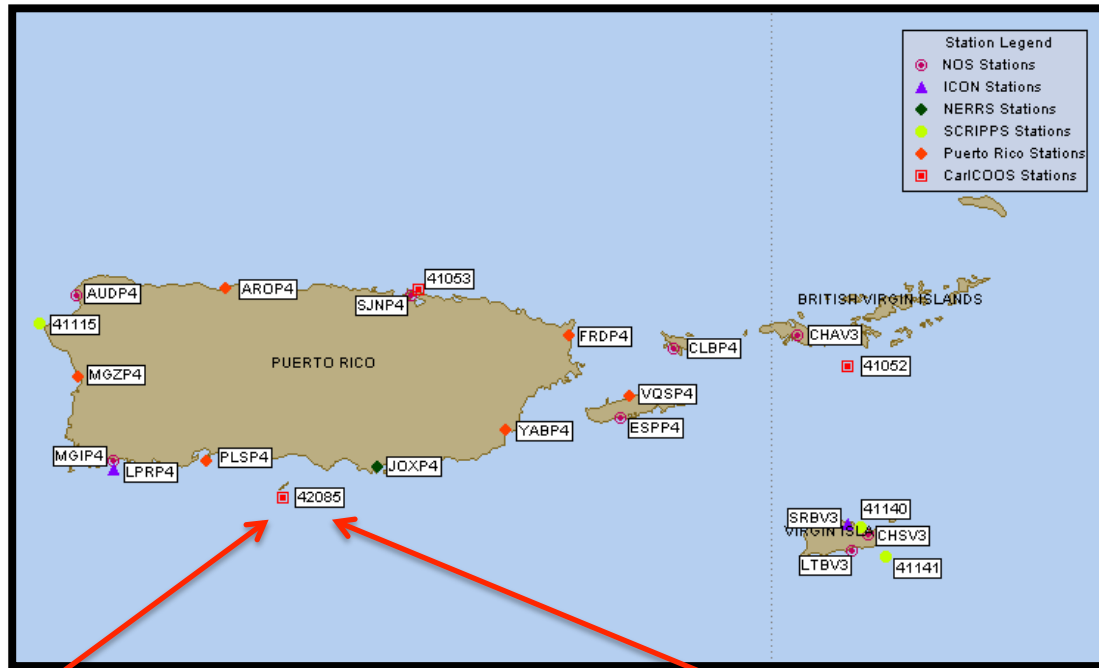 Station Legend
NOS Stations
ICON Stations
NERRS Stations
SCRIPPS Stations
Puerto Rico Stations
CarICOOS Stations
41053
AUDP4
AROP4
SJNP4
BRITISH VIRGIN ISLANDS
41115
FRDP4
CHAV3
CLBP4
PUERTO RICO
41052
MGZP4
VQSP4
ESPP4
YABP4
MGIP4
LPRP4
PLSP4
JOXP4
42085
41140
SRBV3
VIRGIN ISLA
CHSV3
LTBV3
41141